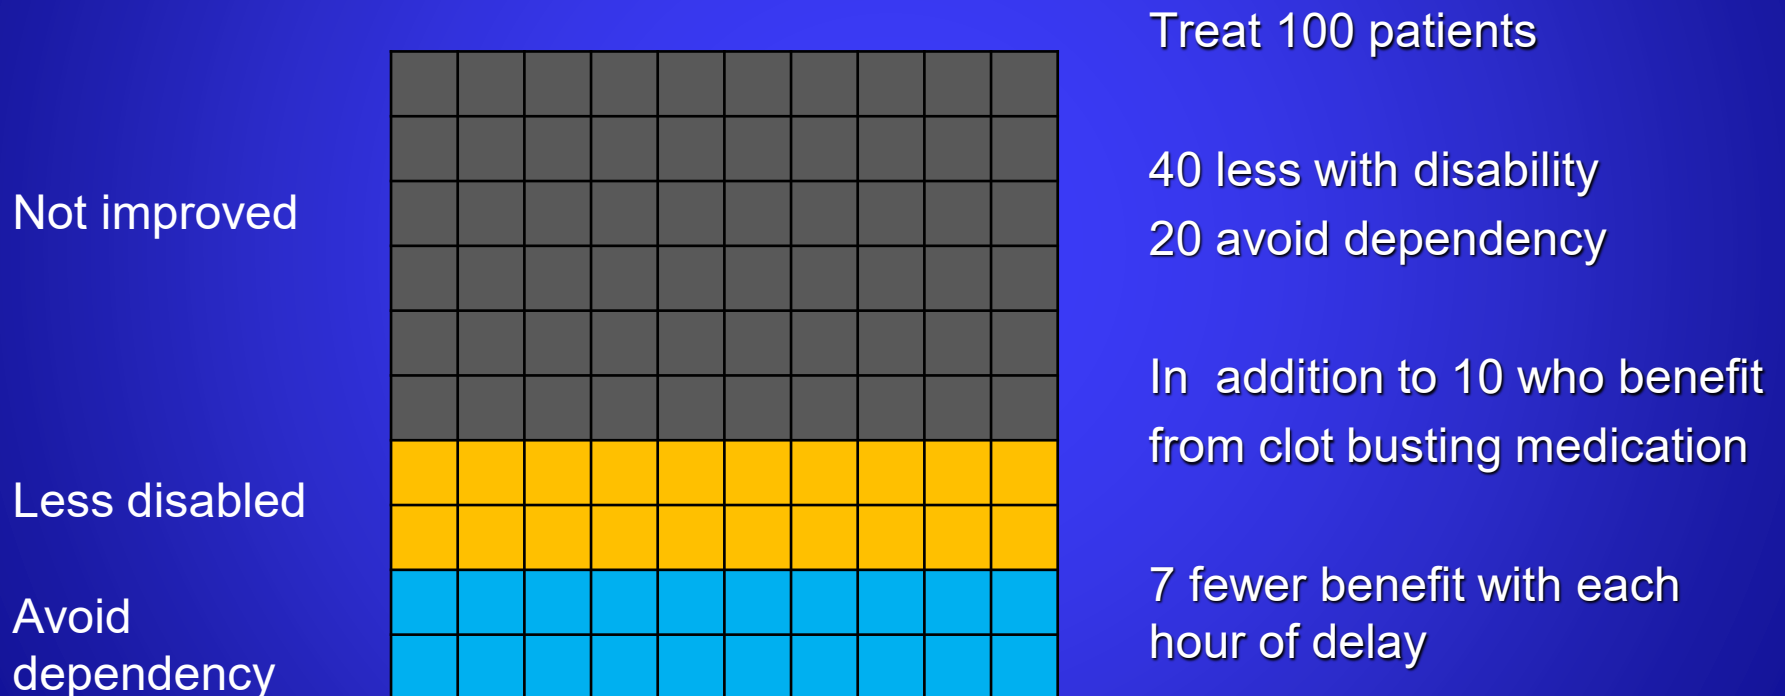 Not improved
Less disabled
Avoid
dependency
Treat 100 patients
40 less with disability
20 avoid dependency
In  addition to 10 who benefit
from clot busting medication
7 fewer benefit with each
hour of delay